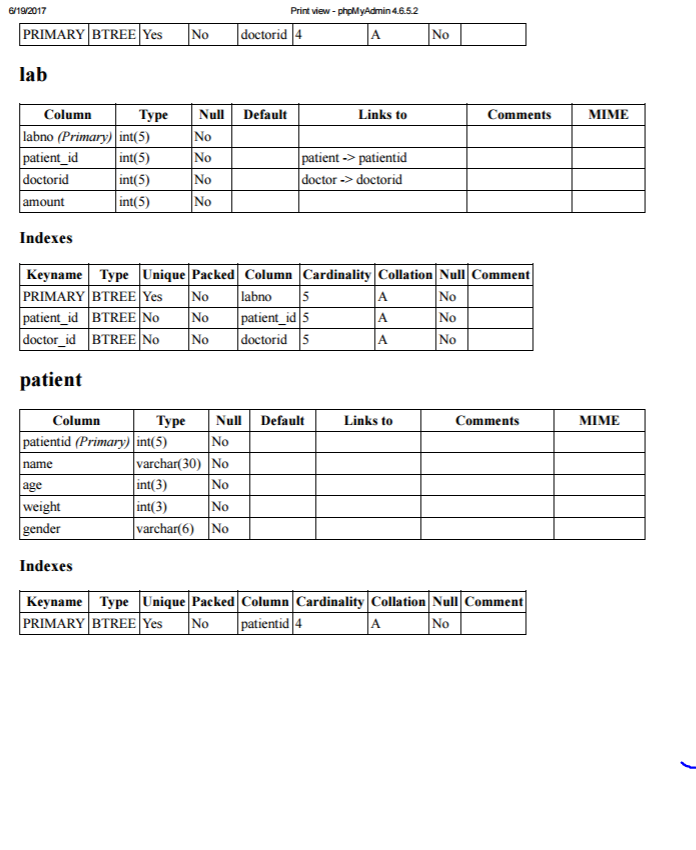 6/19/2017 Print view - phpMyAdmin 4.6.5.2
PRIMARY BTREE Yes No doctorid 4 A No
lab
Column Type Null Default Links to Comments MIME
labno (Primary) int(5) No
patient_id int(5) No patient -> patientid
doctorid int(5) No doctor -> doctorid
amount int(5) No
Indexes
Keyname Type Unique Packed Column Cardinality Collation Null Comment
PRIMARY BTREE Yes No labno 5 A No
patient_id BTREE No No patient_id 5 A No
doctor_id BTREE No No doctorid 5 A No
patient
Column Type Null Default Links to Comments MIME
patientid (Primary) int(5) No
name varchar(30) No
age int(3) No
weight int(3) No
gender varchar(6) No
Indexes
Keyname Type Unique Packed Column Cardinality Collation Null Comment
PRIMARY BTREE Yes No patientid 4 A No